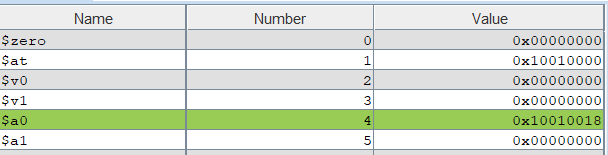 Name Number Value
$zero 0 0x00000000
$at 1 0x10010000
$v0 2 0x00000000
$v1 3 0x00000000
$a0 4 0x10010018
$a1 5 0x00000000